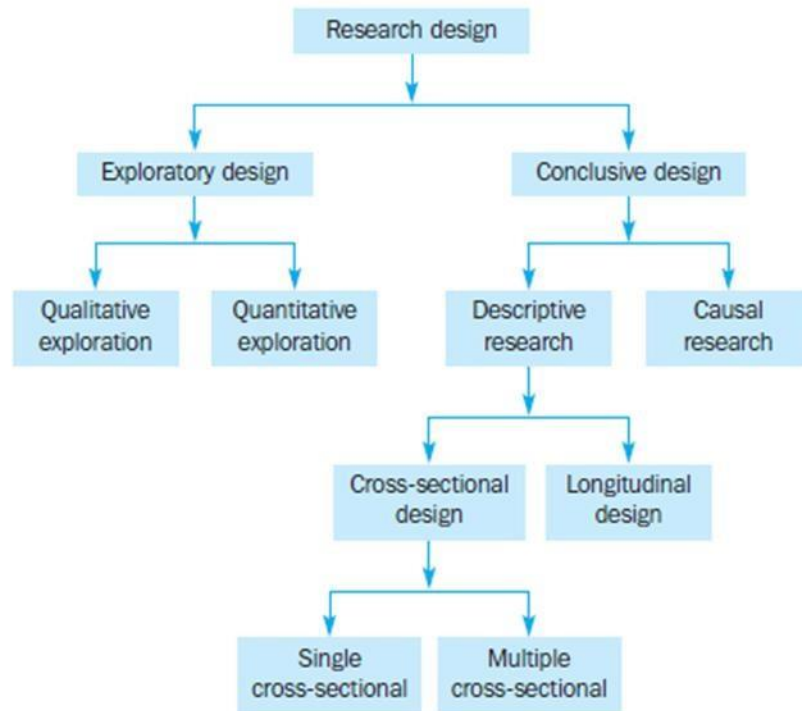 Research design
Exploratory design
Conclusive design
Qualitative
exploration
Quantitative
exploration
Descriptive
research
Causal
research
Cross-sectional
design
Longitudinal
design
Single
cross-sectional
Multiple
cross-sectional